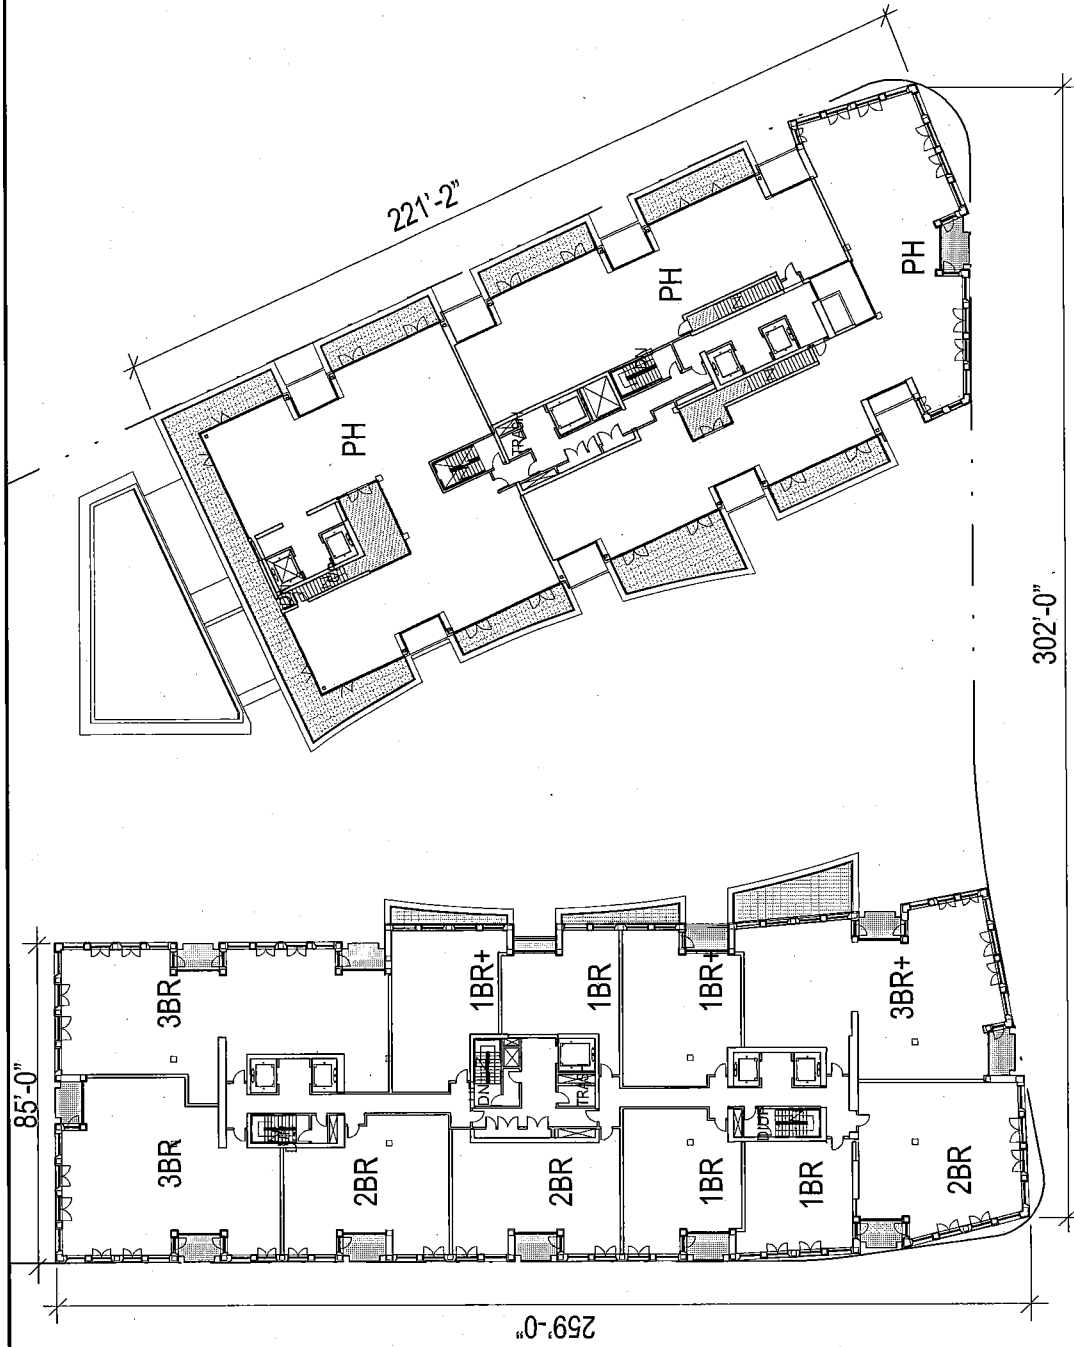 221'-2"
PH
PH
PH
TRASH
302'-0"
85'-0"
3BR
1BR+
1BR
1BR+
3BR+
DN
3BR
2BR
2BR
1BR
1BR
2BR
259'-0"